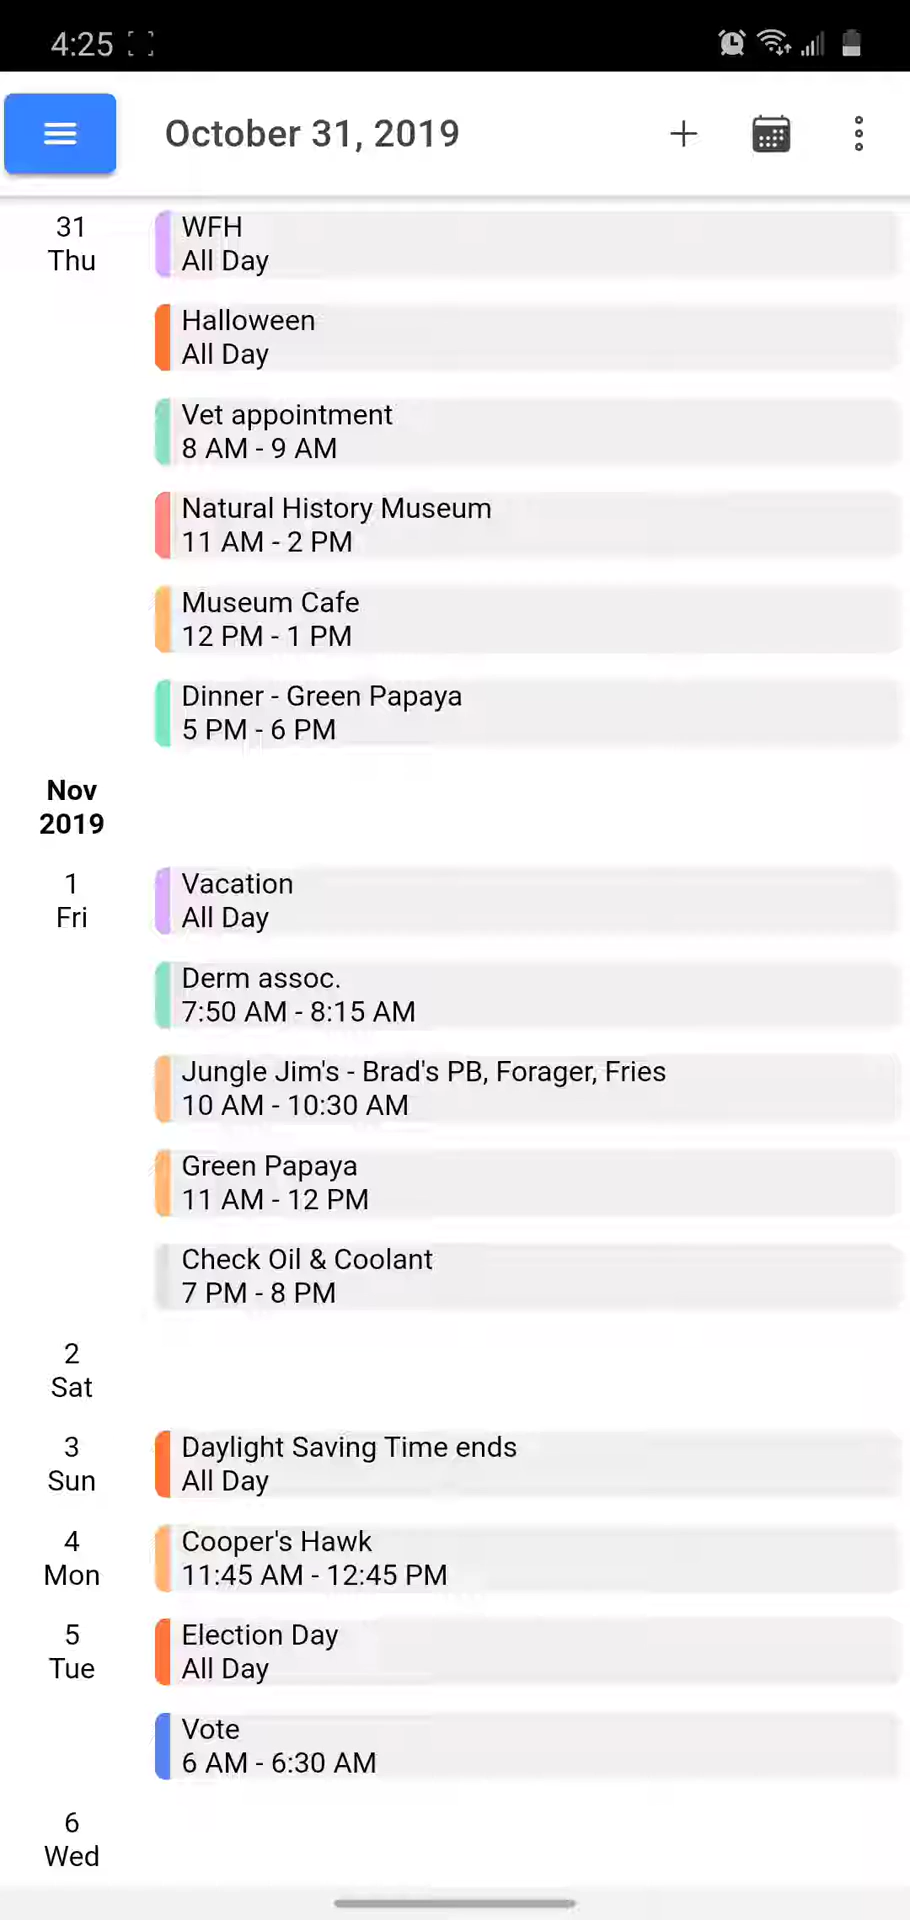 4:25
October 31, 2019
31
Thu
WFH
All Day
Halloween
All Day
Vet appointment
8 AM - 9 AM
Natural History Museum
11 AM - 2 PM
Museum Cafe
12 PM - 1 PM
Dinner - Green Papaya
5 PM - 6 PM
Nov
2019
1
Fri
Vacation
All Day
Derm assoc.
7:50 AM - 8:15 AM
Jungle Jim's - Brad's PB, Forager, Fries
10 AM - 10:30 AM
Green Papaya
11 AM - 12 PM
Check Oil & Coolant
7 PM - 8 PM
2
Sat
3
Sun
Daylight Saving Time ends
All Day
4
Mon
Cooper's Hawk
11:45 AM - 12:45 PM
5
Tue
Election Day
All Day
Vote
6 AM - 6:30 AM
6
Wed